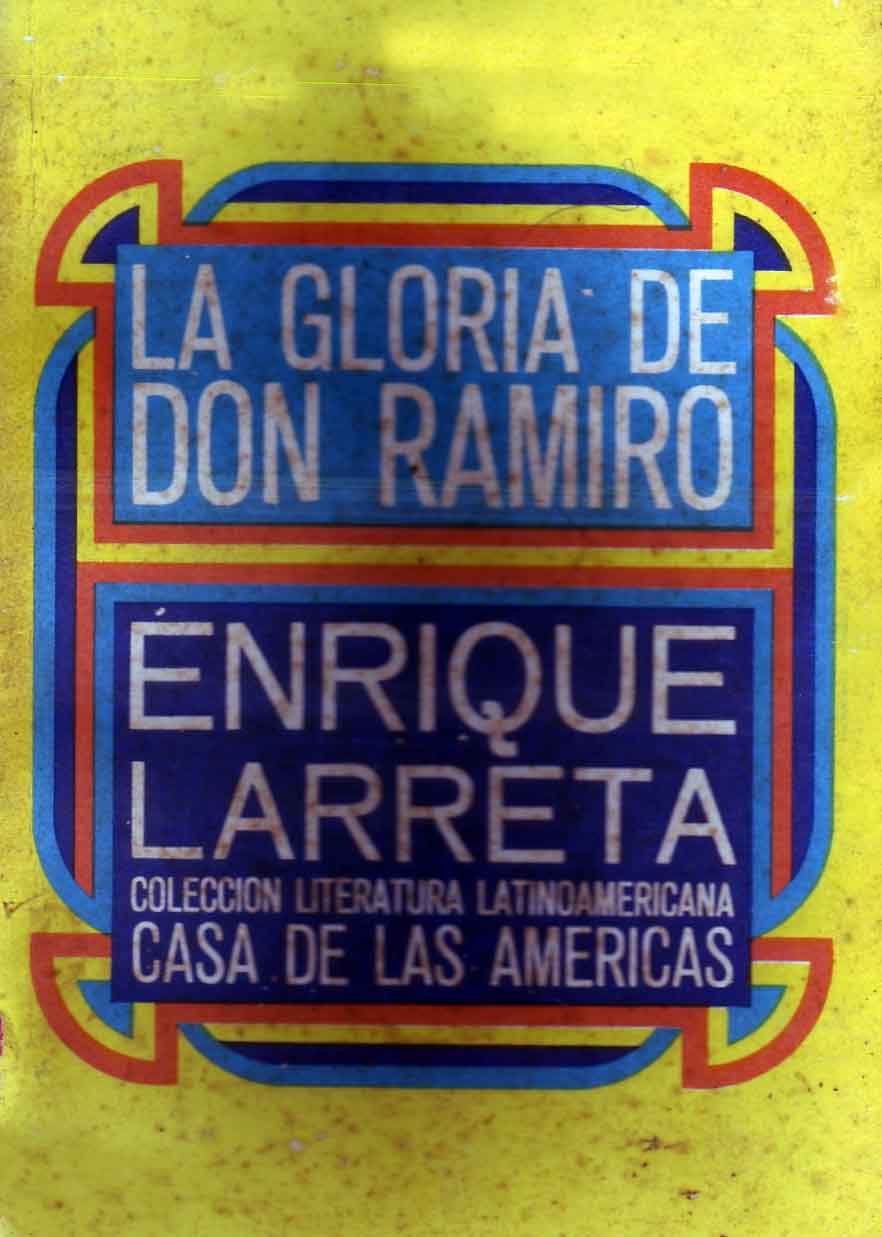 LA GLORIA DE
DON RAMIRO
ENRIQUE
LARRETA
COLECCION LITERATURA LATINOAMERICANA
CASA DE LAS AMERICAS